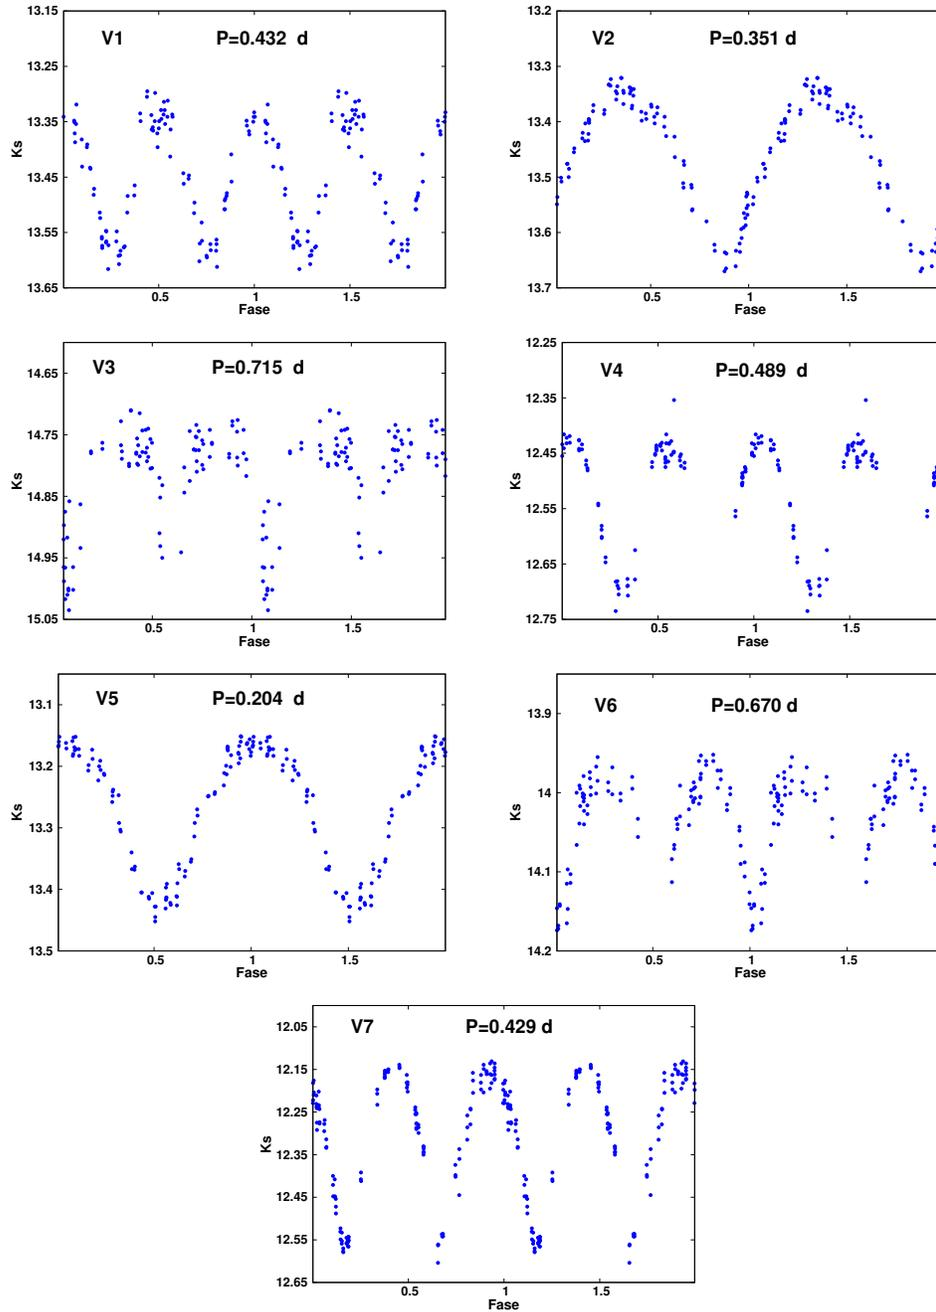 V1 P=0.432 d
13.15
13.25
13.35
13.45
13.55
13.65
Ks
0.5 1 1.5
Fase
V2 P=0.351 d
13.2
13.3
13.4
13.5
13.6
13.7
Ks
0.5 1 1.5
Fase
V3 P=0.715 d
14.65
14.75
14.85
14.95
15.05
Ks
0.5 1 1.5
Fase
V4 P=0.489 d
12.25
12.35
12.45
12.55
12.65
12.75
Ks
0.5 1 1.5
Fase
V5 P=0.204 d
13.1
13.2
13.3
13.4
13.5
Ks
0.5 1 1.5
Fase
V6 P=0.670 d
13.9
14
14.1
14.2
Ks
0.5 1 1.5
Fase
V7 P=0.429 d
12.05
12.15
12.25
12.35
12.45
12.55
12.65
Ks
0.5 1 1.5
Fase